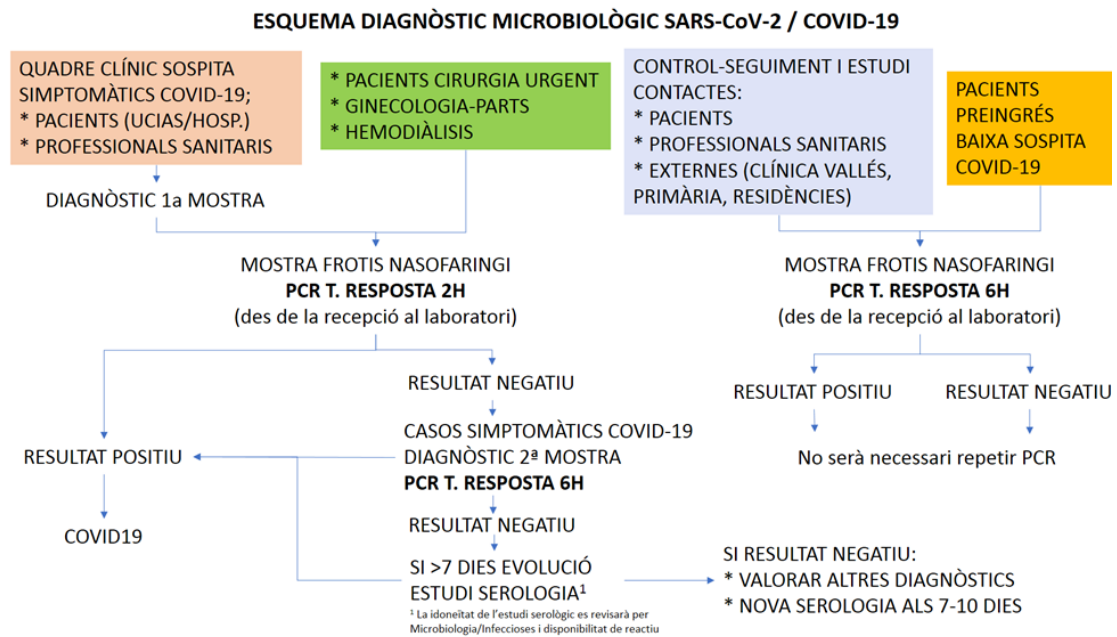 ESQUEMA DIAGNÒSTIC MICROBIOLÒGIC SARS-CoV-2 / COVID-19
QUADRE CLÍNIC SOSPITA
SIMPTOMÀTICS COVID-19;
* PACIENTS (UCIAS/HOSP.)
* PROFESSIONALS SANITARIS
* PACIENTS CIRURGIA URGENT
* GINECOLOGIA-PARTS
* HEMODIÀLISIS
CONTROL-SEGUIMENT I ESTUDI
CONTACTES:
* PACIENTS
* PROFESSIONALS SANITARIS
* EXTERNES (CLÍNICA VALLÉS,
PRIMÀRIA, RESIDÈNCIES)
PACIENTS
PREINGRÉS
BAIXA SOSPITA
COVID-19
DIAGNÒSTIC 1a MOSTRA
MOSTRA FROTIS NASOFARINGI
PCR T. RESPOSTA 2H
(des de la recepció al laboratori)
MOSTRA FROTIS NASOFARINGI
PCR T. RESPOSTA 6H
(des de la recepció al laboratori)
RESULTAT NEGATIU
RESULTAT POSITIU
RESULTAT NEGATIU
CASOS SIMPTOMÀTICS COVID-19
DIAGNÒSTIC 2ª MOSTRA
PCR T. RESPOSTA 6H
RESULTAT POSITIU
No serà necessari repetir PCR
COVID19
RESULTAT NEGATIU
SI >7 DIES EVOLUCIÓ
ESTUDI SEROLOGIA¹
¹ La idoneïtat de l'estudi serològic es revisarà per
Microbiologia/Infeccioses i disponibilitat de reactiu
SI RESULTAT NEGATIU:
* VALORAR ALTRES DIAGNÒSTICS
* NOVA SEROLOGIA ALS 7-10 DIES